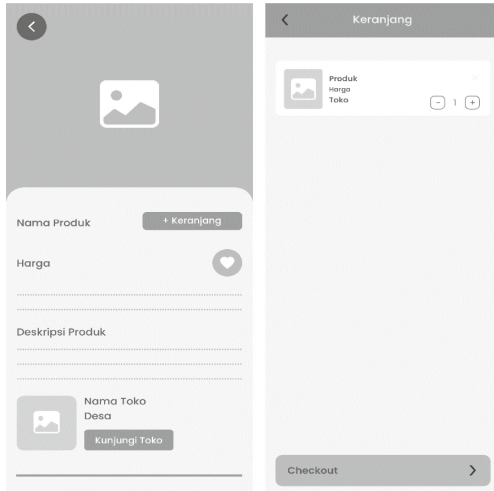 Nama Produk
+ Keranjang
Harga
Deskripsi Produk
Nama Toko
Desa
Kunjungi Toko
Keranjang
Produk
Harga
Toko
- 1 +
Checkout